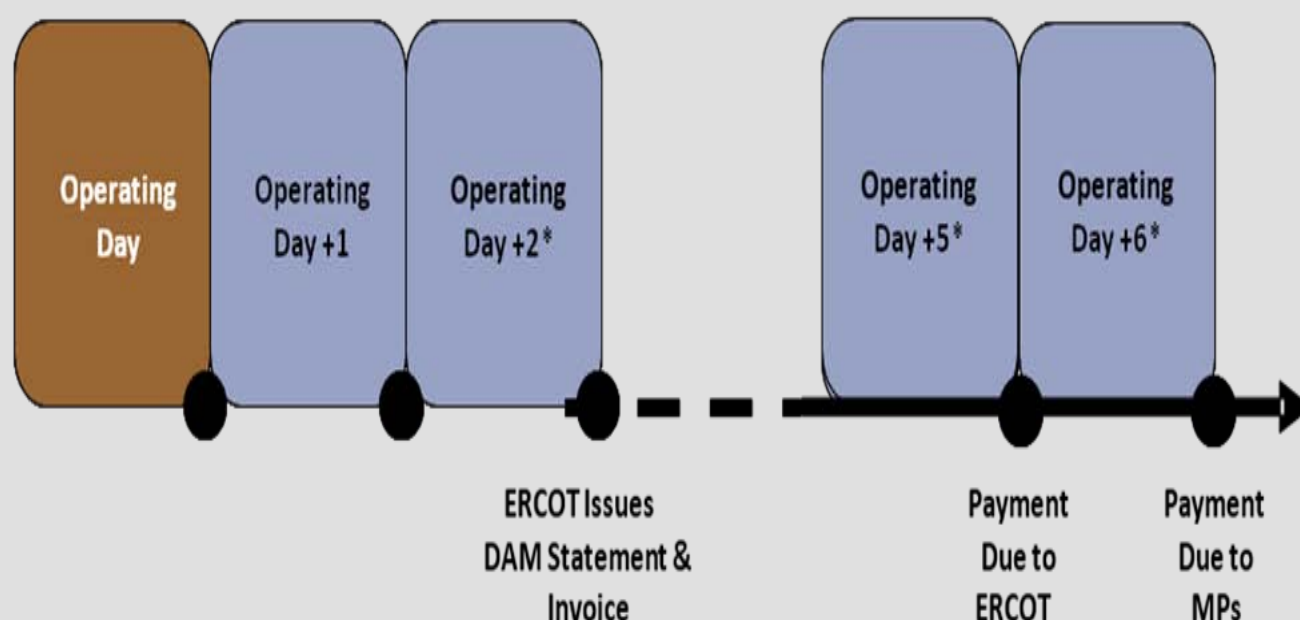 Operating
Day
Operating
Day +1
Operating
Day +2*
Operating
Day +5*
Operating
Day +6*
ERCOT Issues
DAM Statement &
Invoice
Payment
Due to
ERCOT
Payment
Due to
MPs